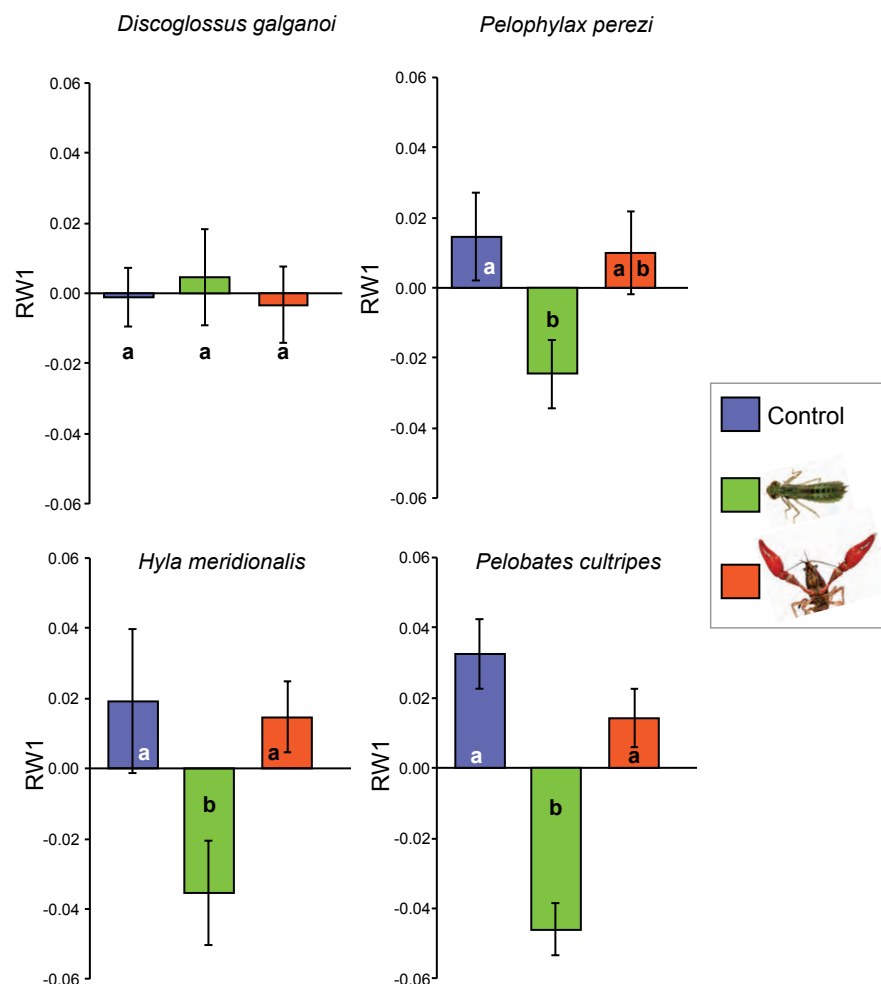 Discoglossus galganoi
Pelophylax perezi
RW1
0.06
0.04
0.02
0.00
-0.02
-0.04
-0.06
a
a
a
RW1
0.06
0.04
0.02
0.00
-0.02
-0.04
-0.06
a
b
a b
Control
Hyla meridionalis
Pelobates cultripes
RW1
0.06
0.04
0.02
0.00
-0.02
-0.04
-0.06
a
b
a
RW1
0.06
0.04
0.02
0.00
-0.02
-0.04
-0.06
a
b
a